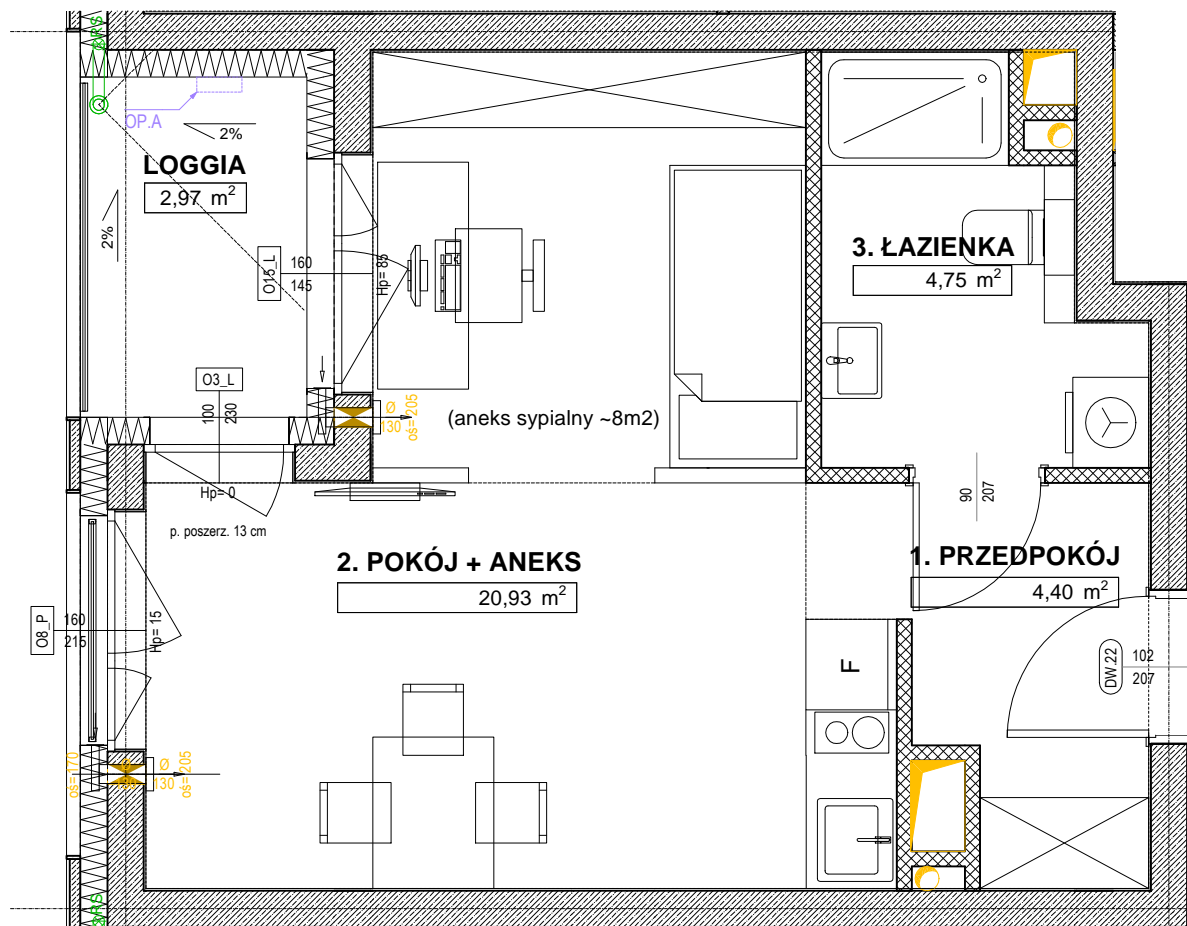 2RS
OP.A
2%
LOGGIA
2,97 m²
2%
O15_L
160
145
Hp= 85
3. ŁAZIENKA
4,75 m²
O3_L
100
230
Ø
130
oś=205
(aneks sypialny ~8m2)
Hp= 0
p. poszerz. 13 cm
90
207
2. POKÓJ + ANEKS
20,93 m²
1. PRZEDPOKÓJ
4,40 m²
O8_P
160
215
Hp= 15
F
DW.22
102
207
oś=170
Ø
130
Ø
130
oś=205
2RS